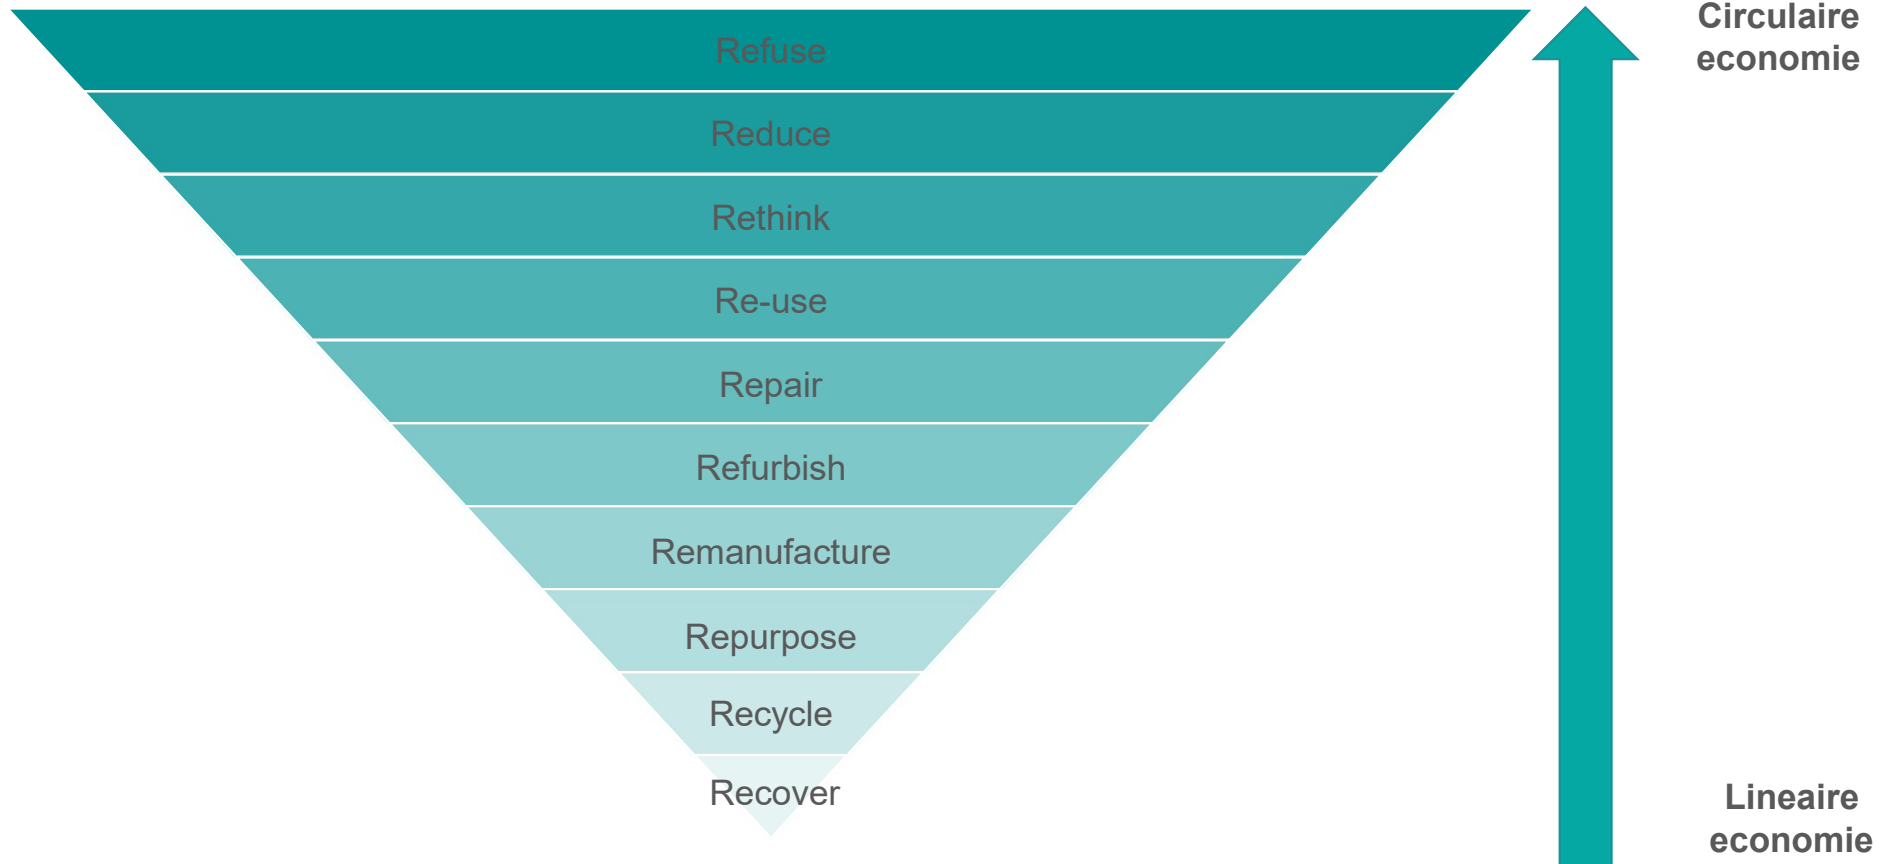 Circulaire
economie
Refuse
Reduce
Rethink
Re-use
Repair
Refurbish
Remanufacture
Repurpose
Recycle
Recover
Lineaire
economie